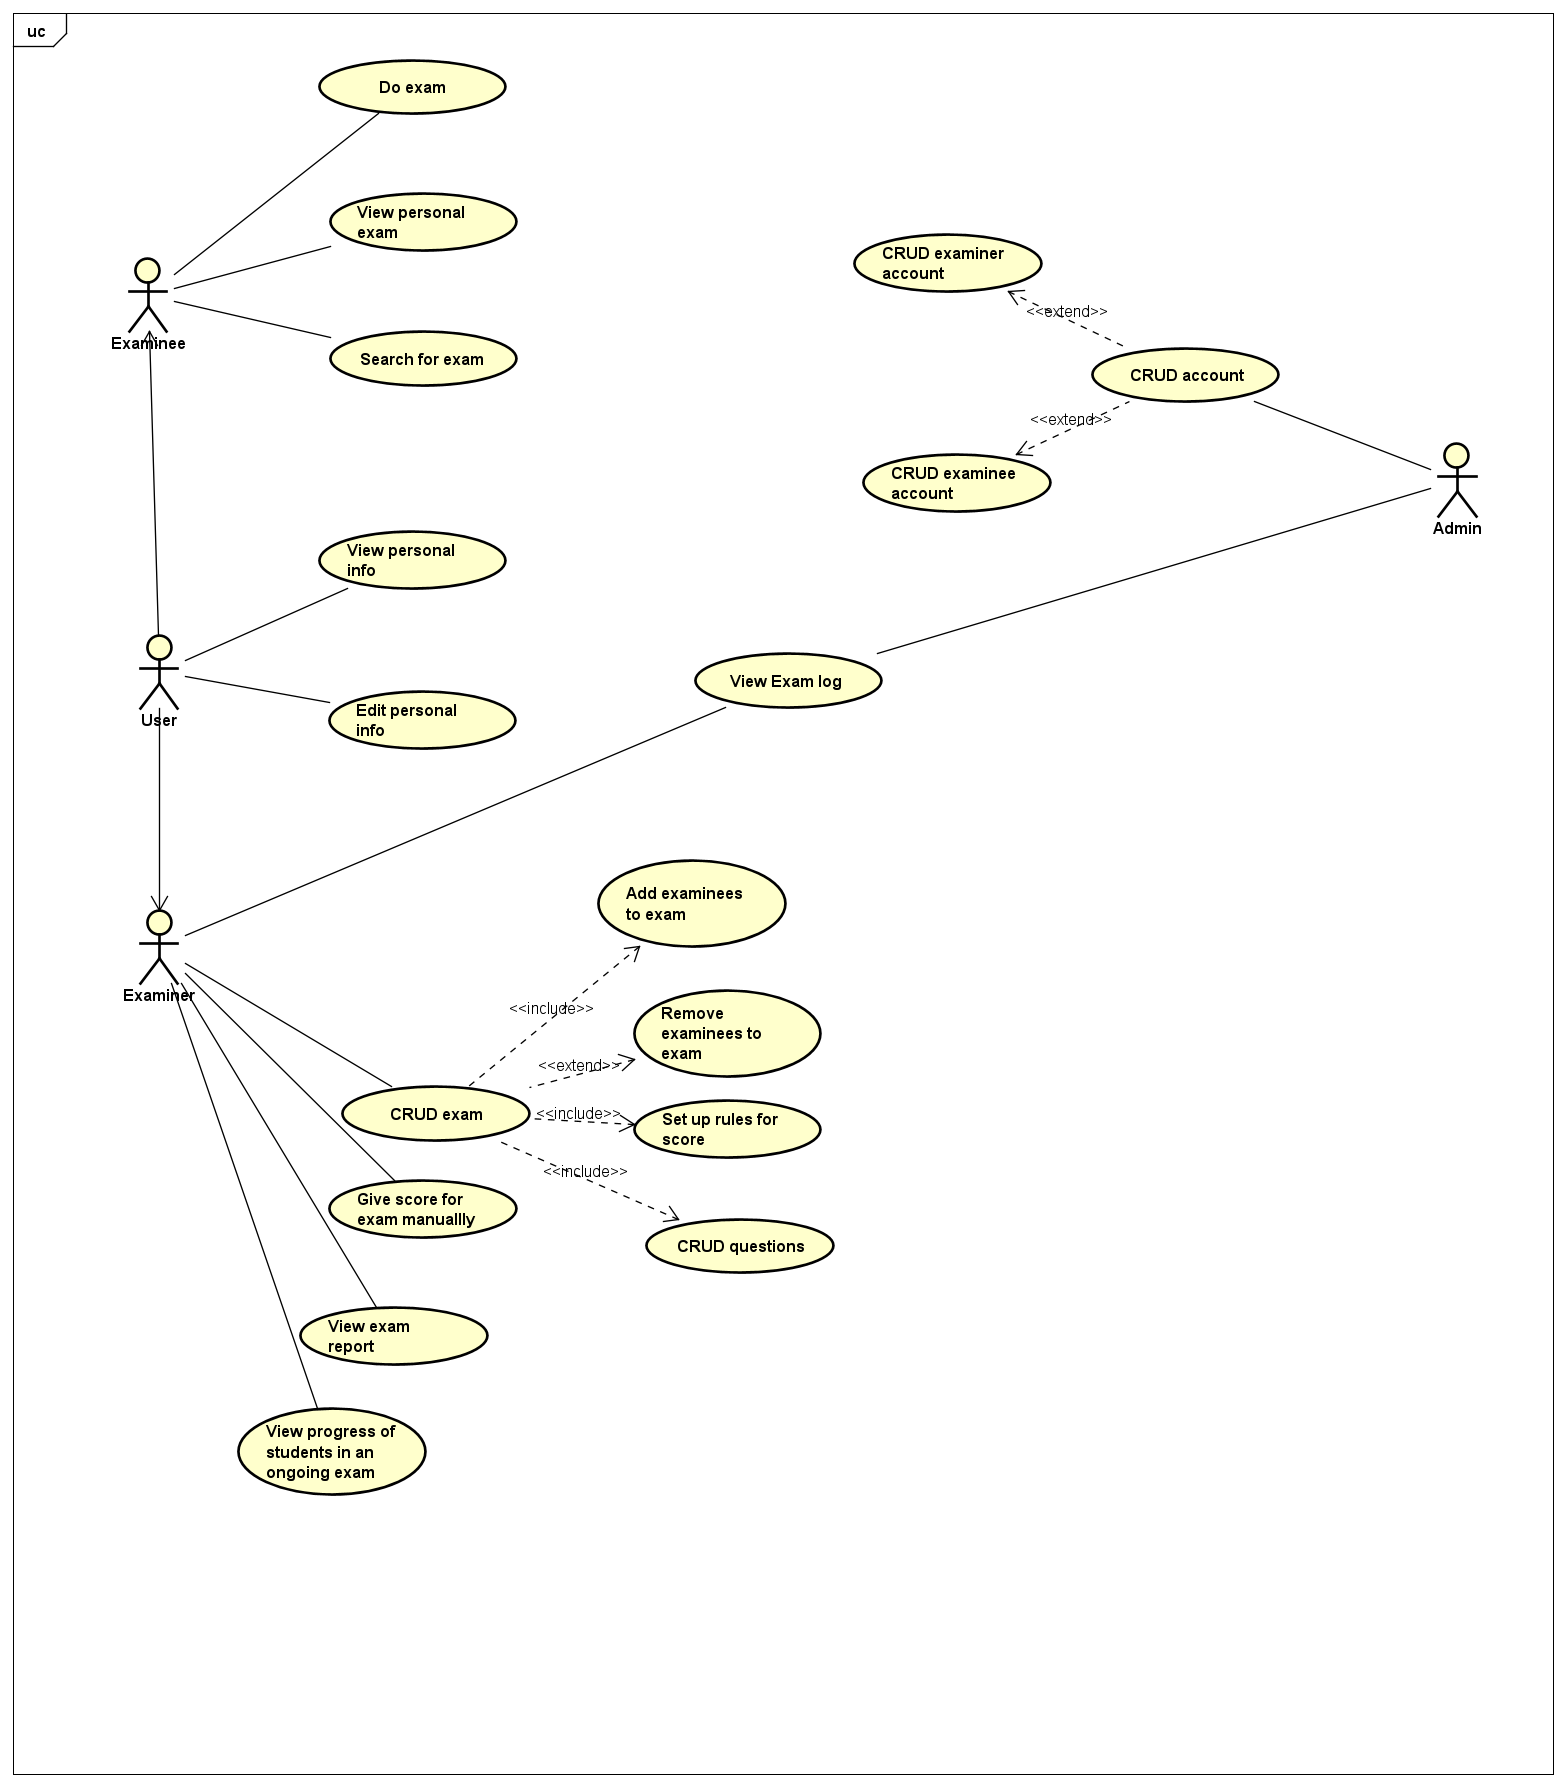 uc
Do exam
View personal
exam
CRUD examiner
account
<<extend>>
Examinee
Search for exam
CRUD account
<<extend>>
CRUD examinee
account
Admin
View personal
info
View Exam log
Edit personal
info
User
Add examinees
to exam
Examiner
<<include>>
Remove
examinees to
exam
<<extend>>
CRUD exam
<<include>>
Set up rules for
score
<<include>>
Give score for
exam manuallly
CRUD questions
View exam
report
View progress of
students in an
ongoing exam